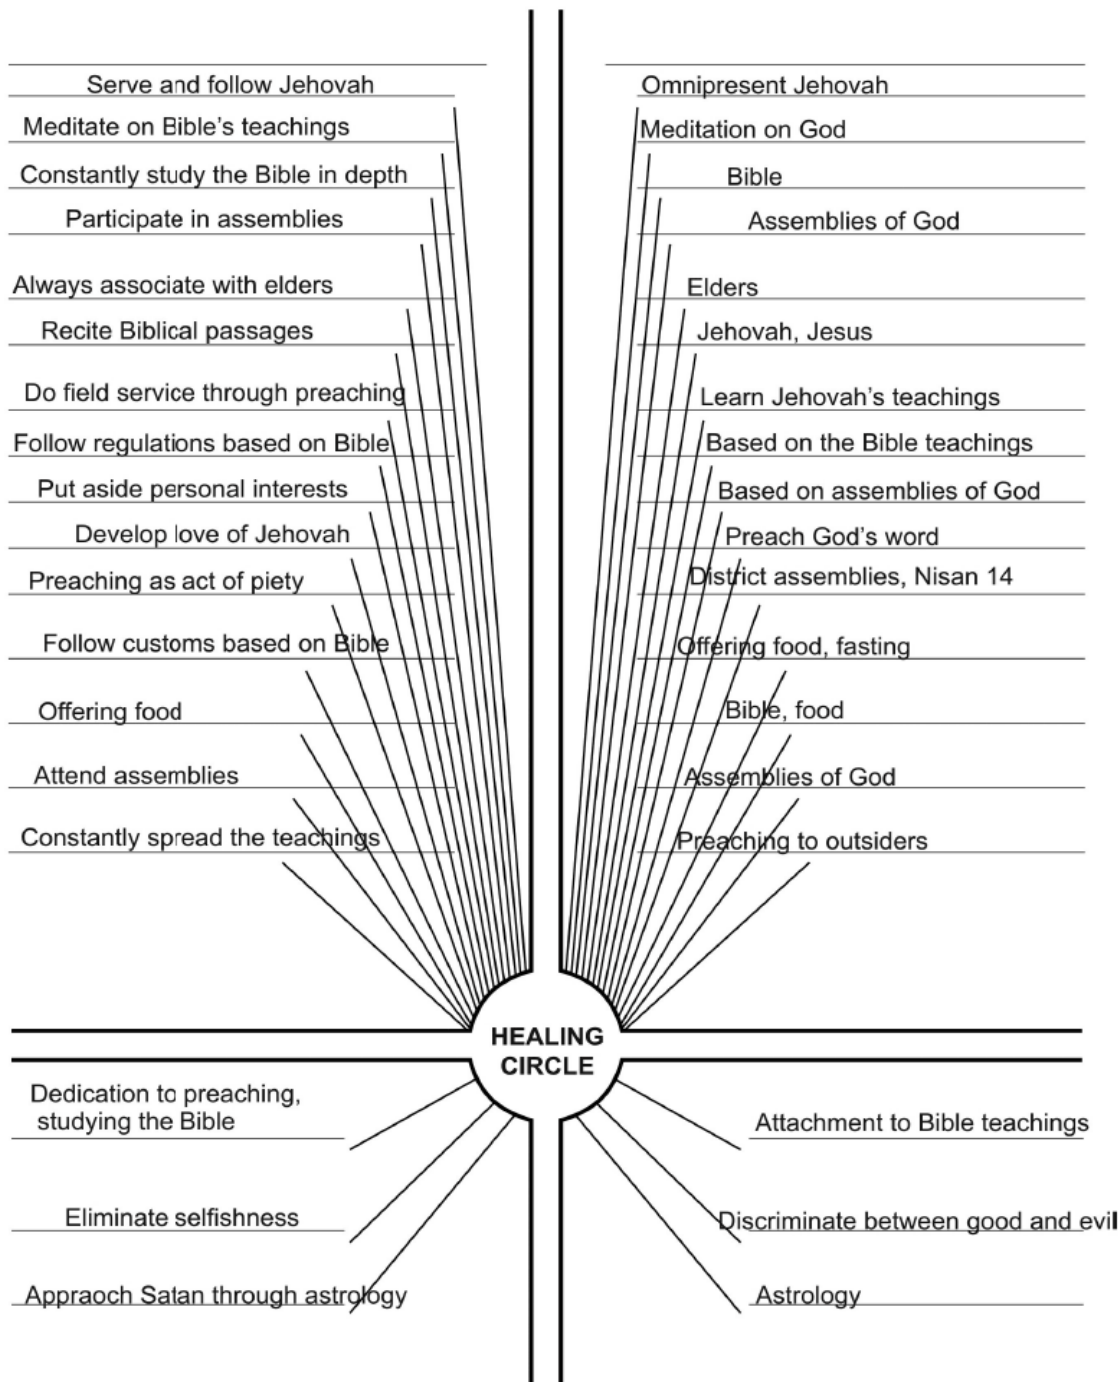 Serve and follow Jehovah
Omnipresent Jehovah
Meditate on Bible's teachings
Meditation on God
Constantly study the Bible in depth
Bible
Participate in assemblies
Assemblies of God
Always associate with elders
Elders
Recite Biblical passages
Jehovah, Jesus
Do field service through preaching
Learn Jehovah's teachings
Follow regulations based on Bible
Based on the Bible teachings
Put aside personal interests
Based on assemblies of God
Develop love of Jehovah
Preach God's word
Preaching as act of piety
District assemblies, Nisan 14
Follow customs based on Bible
Offering food, fasting
Offering food
Bible, food
Attend assemblies
Assemblies of God
Constantly spread the teachings
Preaching to outsiders
HEALING
CIRCLE
Dedication to preaching,
studying the Bible
Attachment to Bible teachings
Eliminate selfishness
Discriminate between good and evil
Appraoch Satan through astrology
Astrology